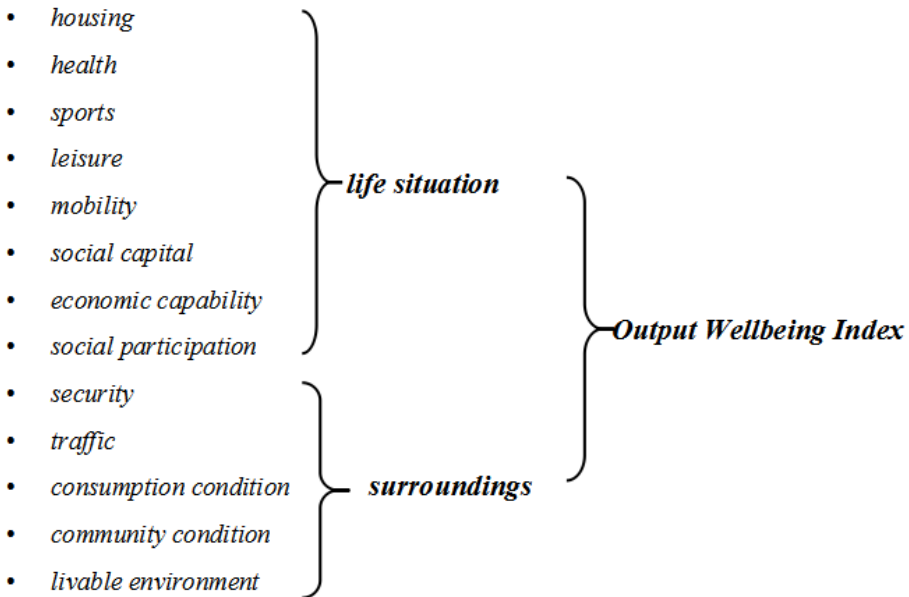 • housing
• health
• sports
• leisure
• mobility
• social capital
• economic capability
• social participation
• security
• traffic
• consumption condition
• community condition
• livable environment
life situation
surroundings
Output Wellbeing Index